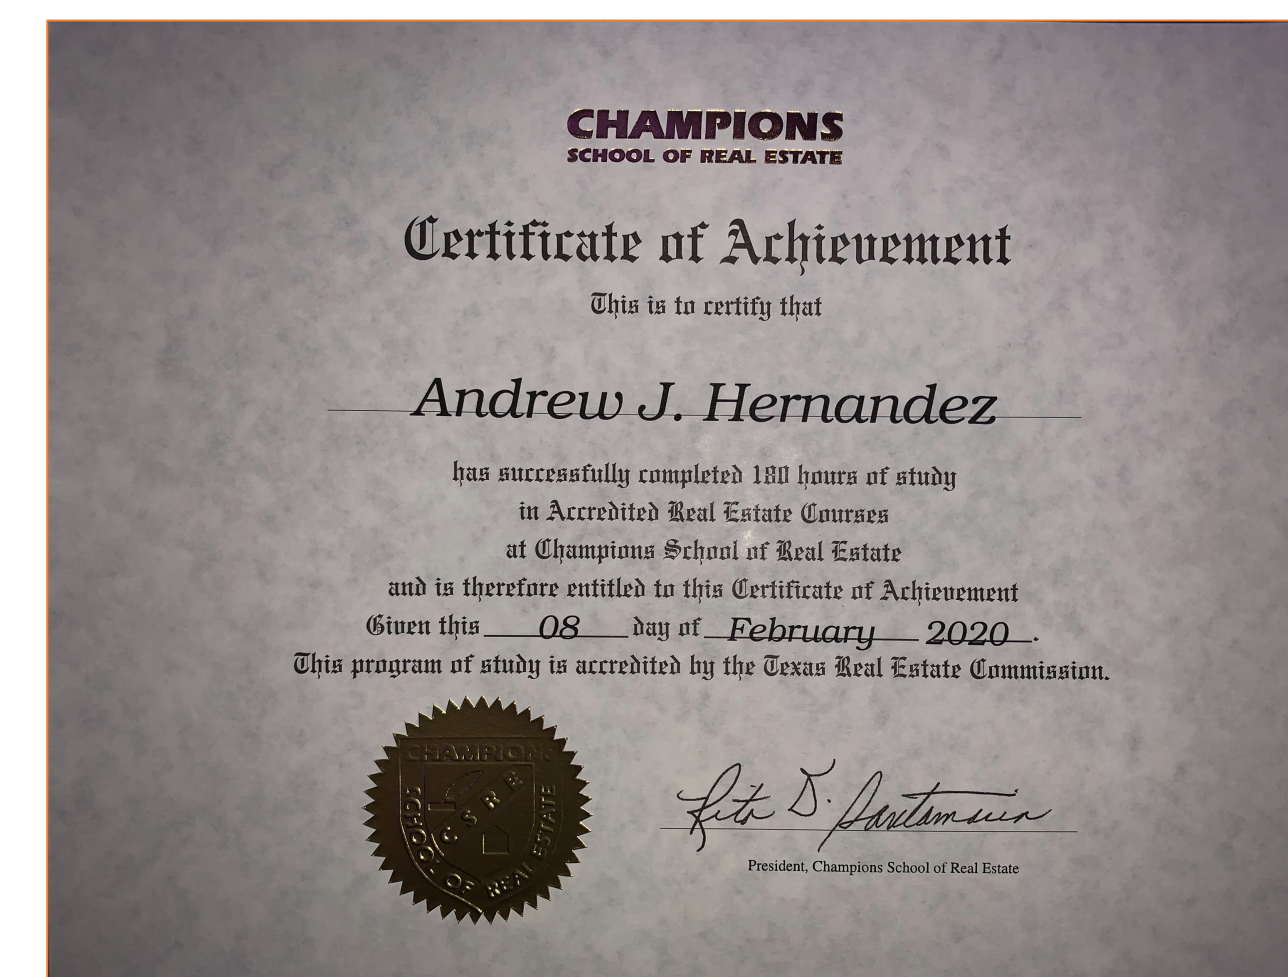 CHAMPIONS
SCHOOL OF REAL ESTATE
Certificate of Achievement
This is to certify that
Andrew J. Hernandez
has successfully completed 180 hours of study
in Accredited Real Estate Courses
at Champions School of Real Estate
and is therefore entitled to this Certificate of Achievement
Given this 08 day of February 2020.
This program of study is accredited by the Texas Real Estate Commission.
CHAMPIONS
SCHOOL OF REAL ESTATE
CSRE
Rita D. Santamaria
President, Champions School of Real Estate